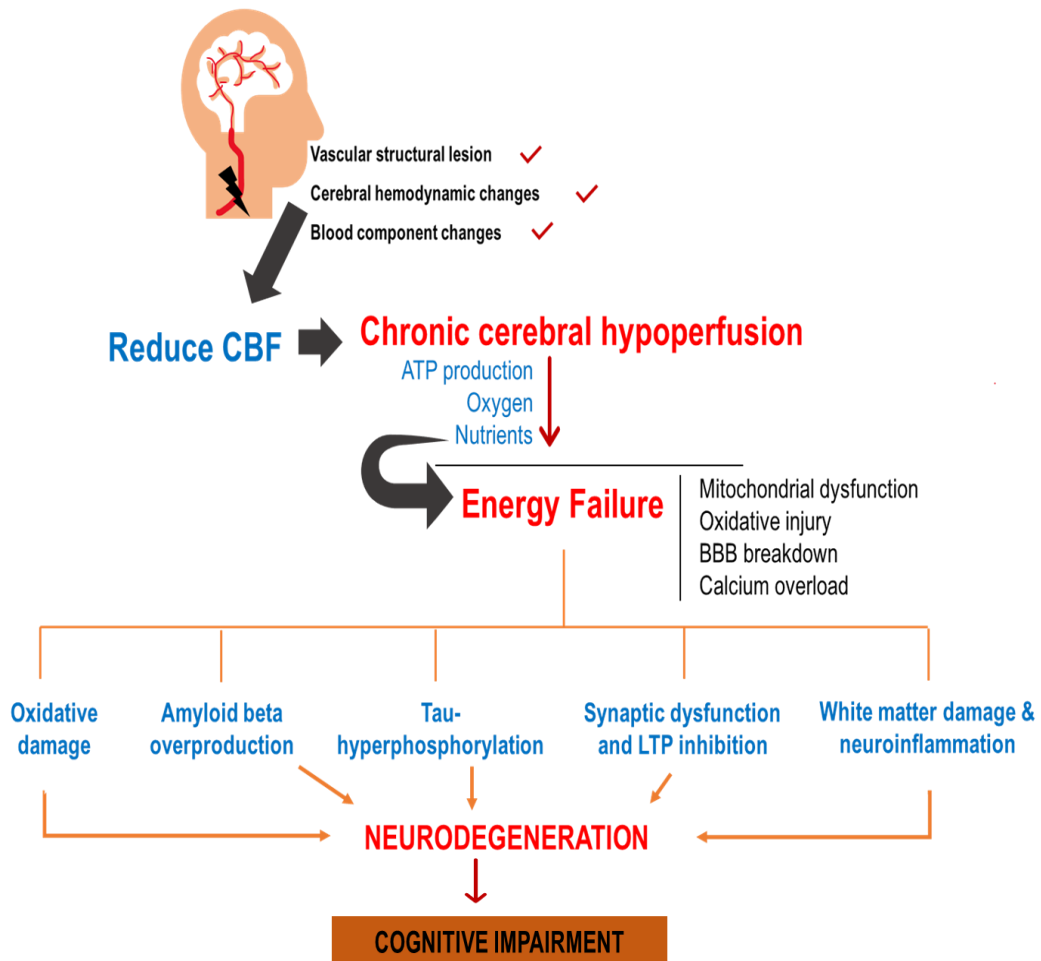 Vascular structural lesion
Cerebral hemodynamic changes
Blood component changes
Reduce CBF
Chronic cerebral hypoperfusion
ATP production
Oxygen
Nutrients
Energy Failure
Mitochondrial dysfunction
Oxidative injury
BBB breakdown
Calcium overload
Oxidative
damage
Amyloid beta
overproduction
Tau-
hyperphosphorylation
Synaptic dysfunction
and LTP inhibition
White matter damage &
neuroinflammation
NEURODEGENERATION
COGNITIVE IMPAIRMENT